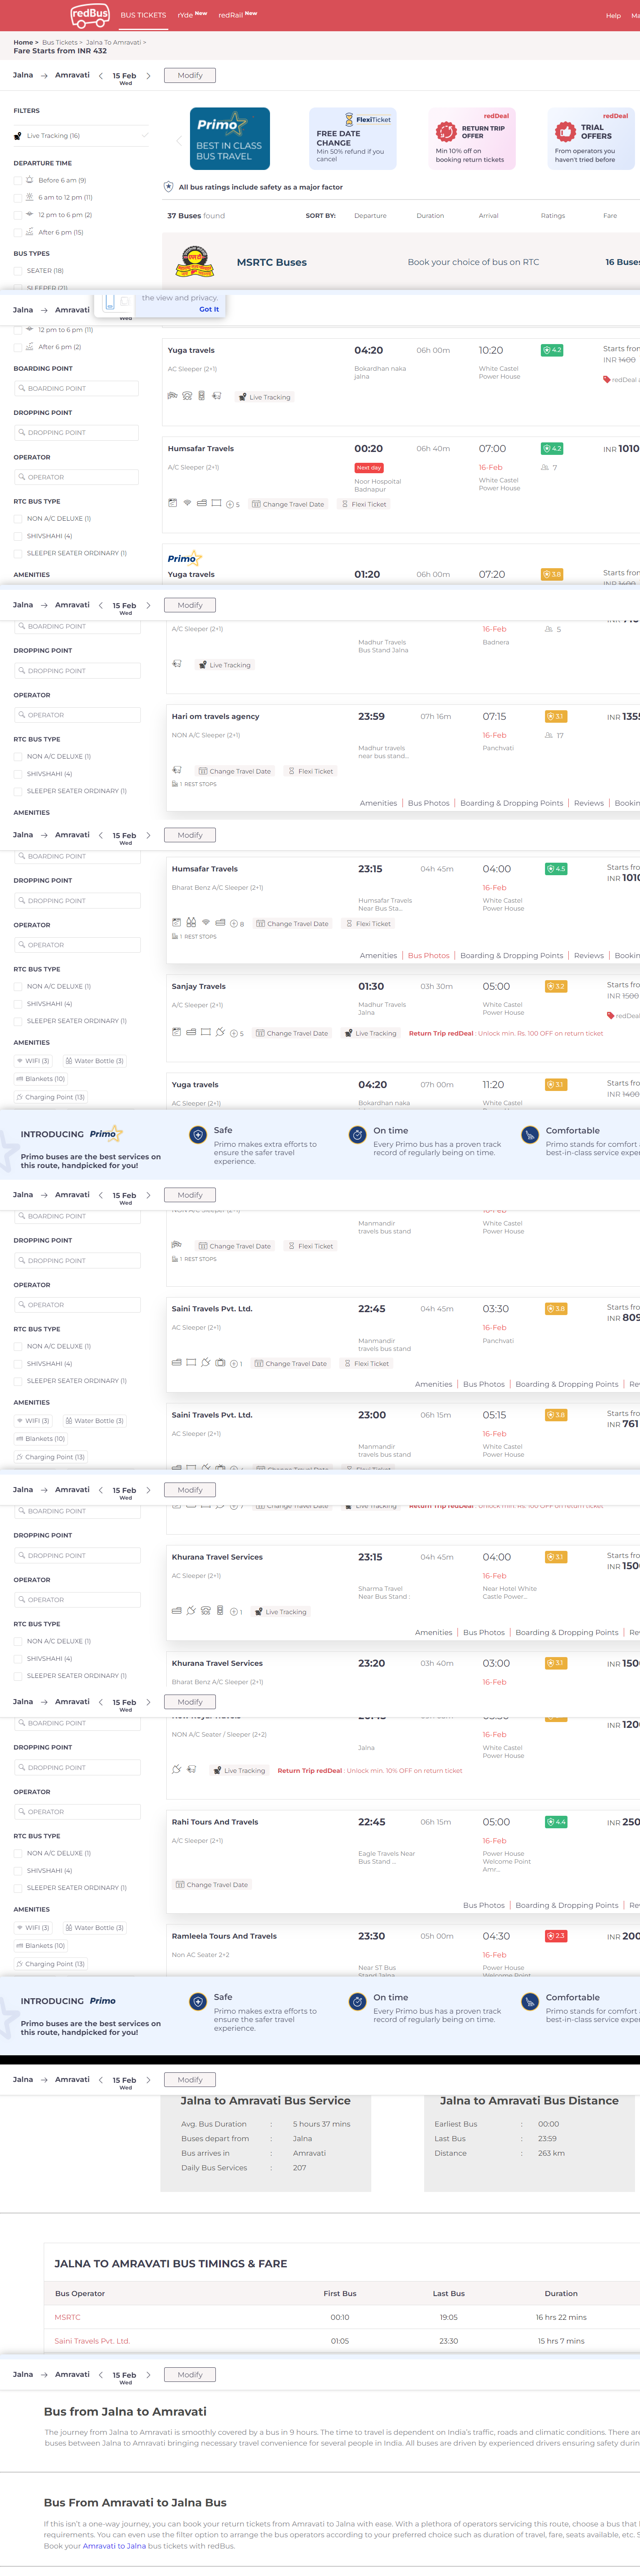 redBus BUS TICKETS rYde New redRail New Help
Home > Bus Tickets > Jalna To Amravati >
Fare Starts from INR 432
Jalna → Amravati < 15 Feb > Modify
Wed
FILTERS
Live Tracking (16)
DEPARTURE TIME
Before 6 am (9)
6 am to 12 pm (11)
12 pm to 6 pm (2)
After 6 pm (15)
BUS TYPES
SEATER (18)
SLEEPER (21)
Primo
BEST IN CLASS
BUS TRAVEL
FlexiTicket
FREE DATE
CHANGE
Min 50% refund if you
cancel
redDeal
RETURN TRIP
OFFER
Min 10% off on
booking return tickets
redDeal
TRIAL
OFFERS
From operators you
haven't tried before
All bus ratings include safety as a major factor
37 Buses found SORT BY: Departure Duration Arrival Ratings Fare
MSRTC Buses Book your choice of bus on RTC 16 Buses
the view and privacy.
Got It
Jalna → Amravati
Wed
12 pm to 6 pm (11)
After 6 pm (2)
BOARDING POINT
BOARDING POINT
DROPPING POINT
DROPPING POINT
OPERATOR
OPERATOR
RTC BUS TYPE
NON A/C DELUXE (1)
SHIVSHAHI (4)
SLEEPER SEATER ORDINARY (1)
AMENITIES
Yuga travels 04:20 06h 00m 10:20 4.2 Starts from
AC Sleeper (2+1) Bokardhan naka White Castel INR 1400
jalna Power House
redDeal
Live Tracking
Humsafar Travels 00:20 06h 40m 07:00 4.2 INR 1010
A/C Sleeper (2+1) Next day 16-Feb 7
Noor Hospoital White Castel
Badnapur Power House
5 Change Travel Date Flexi Ticket
Primo
Yuga travels 01:20 06h 00m 07:20 3.8 Starts from
Jalna → Amravati < 15 Feb > Modify
Wed
BOARDING POINT
DROPPING POINT
DROPPING POINT
OPERATOR
OPERATOR
RTC BUS TYPE
NON A/C DELUXE (1)
SHIVSHAHI (4)
SLEEPER SEATER ORDINARY (1)
AMENITIES
A/C Sleeper (2+1) 16-Feb 5
Madhur Travels Badnera
Bus Stand Jalna
Live Tracking
Hari om travels agency 23:59 07h 16m 07:15 3.1 INR 1355
NON A/C Sleeper (2+1) 16-Feb 17
Madhur travels Panchvati
near bus stand...
Change Travel Date Flexi Ticket
1 REST STOPS
Amenities | Bus Photos | Boarding & Dropping Points | Reviews |
Jalna → Amravati < 15 Feb > Modify
Wed
BOARDING POINT
DROPPING POINT
DROPPING POINT
OPERATOR
OPERATOR
RTC BUS TYPE
NON A/C DELUXE (1)
SHIVSHAHI (4)
SLEEPER SEATER ORDINARY (1)
AMENITIES
WIFI (3) Water Bottle (3)
Blankets (10)
Charging Point (13)
Humsafar Travels 23:15 04h 45m 04:00 4.5
Bharat Benz A/C Sleeper (2+1) 16-Feb INR 1010
Humsafar Travels White Castel
Near Bus Sta... Power House
8 Change Travel Date Flexi Ticket
1 REST STOPS
Amenities | Bus Photos | Boarding & Dropping Points | Reviews |
Sanjay Travels 01:30 03h 30m 05:00 3.2
A/C Sleeper (2+1) INR 1500
Madhur Travels White Castel
Jalna Power House
5 Change Travel Date Live Tracking Return Trip redDeal : Unlock min. Rs. 100 OFF on return ticket
Yuga travels 04:20 07h 00m 11:20 3.1
AC Sleeper (2+1) Bokardhan naka White Castel INR 1400
INTRODUCING Primo
Primo buses are the best services on
this route, handpicked for you!
Safe
Primo makes extra efforts to
ensure the safer travel
experience.
On time
Every Primo bus has a proven track
record of regularly being on time.
Comfortable
Primo stands for comfort
best-in-class service
Jalna → Amravati < 15 Feb > Modify
Wed
BOARDING POINT
DROPPING POINT
DROPPING POINT
OPERATOR
OPERATOR
RTC BUS TYPE
NON A/C DELUXE (1)
SHIVSHAHI (4)
SLEEPER SEATER ORDINARY (1)
AMENITIES
WIFI (3) Water Bottle (3)
Blankets (10)
Charging Point (13)
Manmandir White Castel
travels bus stand Power House
Change Travel Date Flexi Ticket
1 REST STOPS
Saini Travels Pvt. Ltd. 22:45 04h 45m 03:30 3.8
AC Sleeper (2+1) 16-Feb INR 809
Manmandir Panchvati
travels bus stand
1 Change Travel Date Flexi Ticket
Amenities | Bus Photos | Boarding & Dropping Points |
Saini Travels Pvt. Ltd. 23:00 06h 15m 05:15 3.8
AC Sleeper (2+1) 16-Feb INR 761
Manmandir White Castel
travels bus stand Power House
Jalna → Amravati < 15 Feb > Modify
Wed
BOARDING POINT
DROPPING POINT
DROPPING POINT
OPERATOR
OPERATOR
RTC BUS TYPE
NON A/C DELUXE (1)
SHIVSHAHI (4)
SLEEPER SEATER ORDINARY (1)
Change Travel Date Live Tracking Return Trip redDeal : Unlock min. Rs. 100 OFF on return ticket
Khurana Travel Services 23:15 04h 45m 04:00 3.1
AC Sleeper (2+1) 16-Feb INR 150
Sharma Travel Near Hotel White
Near Bus Stand : Castle Power...
1 Live Tracking
Amenities | Bus Photos | Boarding & Dropping Points |
Khurana Travel Services 23:20 03h 40m 03:00 3.1 INR 150
Bharat Benz A/C Sleeper (2+1) 16-Feb
Jalna → Amravati < 15 Feb > Modify
Wed
BOARDING POINT
DROPPING POINT
DROPPING POINT
OPERATOR
OPERATOR
RTC BUS TYPE
NON A/C DELUXE (1)
SHIVSHAHI (4)
SLEEPER SEATER ORDINARY (1)
AMENITIES
WIFI (3) Water Bottle (3)
Blankets (10)
Charging Point (13)
INR 120
NON A/C Seater / Sleeper (2+2) 16-Feb
Jalna White Castel
Power House
Live Tracking Return Trip redDeal : Unlock min. 10% OFF on return ticket
Rahi Tours And Travels 22:45 06h 15m 05:00 4.4 INR 250
A/C Sleeper (2+1) 16-Feb
Eagle Travels Near Power House
Bus Stand ... Welcome Point
Amr...
Change Travel Date
Bus Photos | Boarding & Dropping Points |
Ramleela Tours And Travels 23:30 05h 00m 04:30 2.3 INR 200
Non AC Seater 2+2 16-Feb
Near ST Bus Power House
Stand Jalna Welcome Point
INTRODUCING Primo
Primo buses are the best services on
this route, handpicked for you!
Safe
Primo makes extra efforts to
ensure the safer travel
experience.
On time
Every Primo bus has a proven track
record of regularly being on time.
Comfortable
Primo stands for comfort
best-in-class service
Jalna → Amravati < 15 Feb > Modify
Wed
Jalna to Amravati Bus Service
Avg. Bus Duration : 5 hours 37 mins
Buses depart from : Jalna
Bus arrives in : Amravati
Daily Bus Services : 207
Jalna to Amravati Bus Distance
Earliest Bus : 00:00
Last Bus : 23:59
Distance : 263 km
JALNA TO AMRAVATI BUS TIMINGS & FARE
Bus Operator First Bus Last Bus Duration
MSRTC 00:10 19:05 16 hrs 22 mins
Saini Travels Pvt. Ltd. 01:05 23:30 15 hrs 7 mins
Jalna → Amravati < 15 Feb > Modify
Wed
Bus from Jalna to Amravati
The journey from Jalna to Amravati is smoothly covered by a bus in 9 hours. The time to travel is dependent on India's traffic, roads and climatic conditions. There are
buses between Jalna to Amravati bringing necessary travel convenience for several people in India. All buses are driven by experienced drivers ensuring safety
Bus From Amravati to Jalna Bus
If this isn't a one-way journey, you can book your return tickets from Amravati to Jalna with ease. With a plethora of operators servicing this route, choose a bus that
requirements. You can even use the filter option to arrange the bus operators according to your preferred choice such as duration of travel, fare, seats available, etc.
Book your Amravati to Jalna bus tickets with redBus.